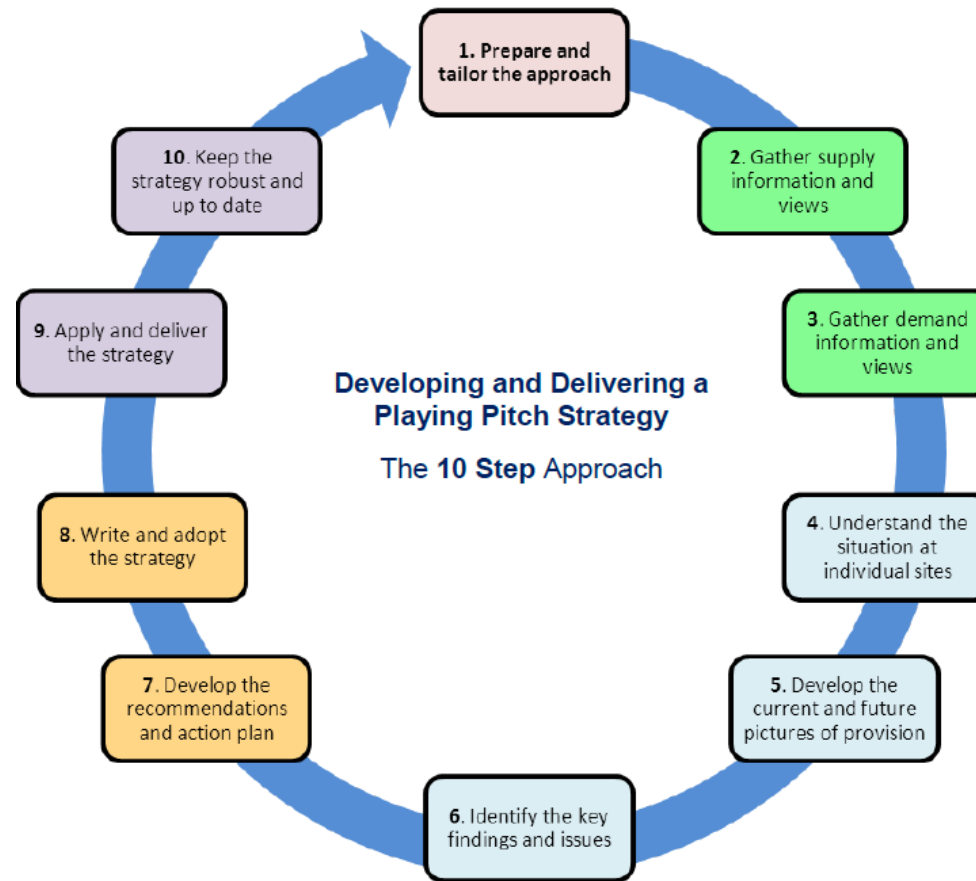 1. Prepare and
tailor the approach
2. Gather supply
information and
views
3. Gather demand
information and
views
4. Understand the
situation at
individual sites
5. Develop the
current and future
pictures of provision
6. Identify the key
findings and issues
7. Develop the
recommendations
and action plan
8. Write and adopt
the strategy
9. Apply and deliver
the strategy
10. Keep the
strategy robust and
up to date
Developing and Delivering a
Playing Pitch Strategy
The 10 Step Approach